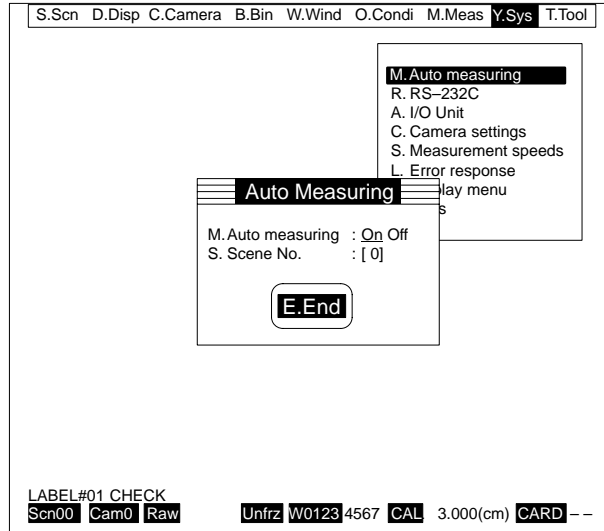 S.Scn D.Disp C.Camera B.Bin W.Wind O.Condi M.Meas Y.Sys T.Tool
M.Auto measuring
R. RS–232C
A. I/O Unit
C. Camera settings
S. Measurement speeds
L. Error response
Auto Measuring
M.Auto measuring : On Off
S. Scene No. : [ 0]
E.End
LABEL#01 CHECK
Scn00 Cam0 Raw Unfrz W0123 4567 CAL 3.000(cm) CARD – –